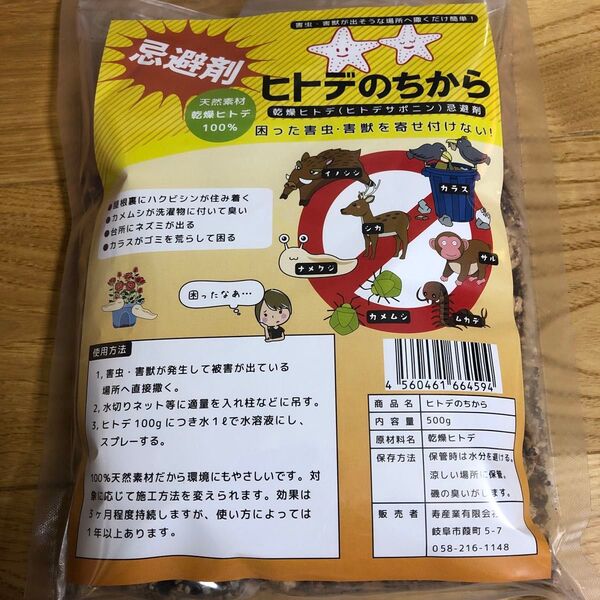 害虫・害獣が出そうな場所へ撒くだけ簡単！
忌避剤
ヒトデのちから
天然素材
乾燥ヒトデ
100%
乾燥ヒトデ(ヒトデサポニン)忌避剤
困った害虫・害獣を寄せ付けない！
●屋根裏にハクビシンが住み着く
●カメムシが洗濯物に付いて臭い
●台所にネズミが出る
●カラスがゴミを荒らして困る
イノシシ
カラス
シカ
サル
ナメクジ
カメムシ
ムカデ
困ったなあ…
使用方法
1, 害虫・害獣が発生して被害が出ている
場所へ直接撒く。
2, 水切りネット等に適量を入れ柱などに吊す。
3, ヒトデ100gにつき水1ℓで水溶液にし、
スプレーする。
100%天然素材だから環境にもやさしいです。対
象に応じて施工方法を変えられます。効果は
3ヶ月程度持続しますが、使い方によっては
1年以上あります。
4 560461 664594
商品名 ヒトデのちから
内容量 500g
原材料名 乾燥ヒトデ
保存方法 保管時は水分を避ける。
涼しい場所に保管。
磯の臭いがします。
販売者 寿産業有限会社
岐阜市葭町5-7
058-216-1148